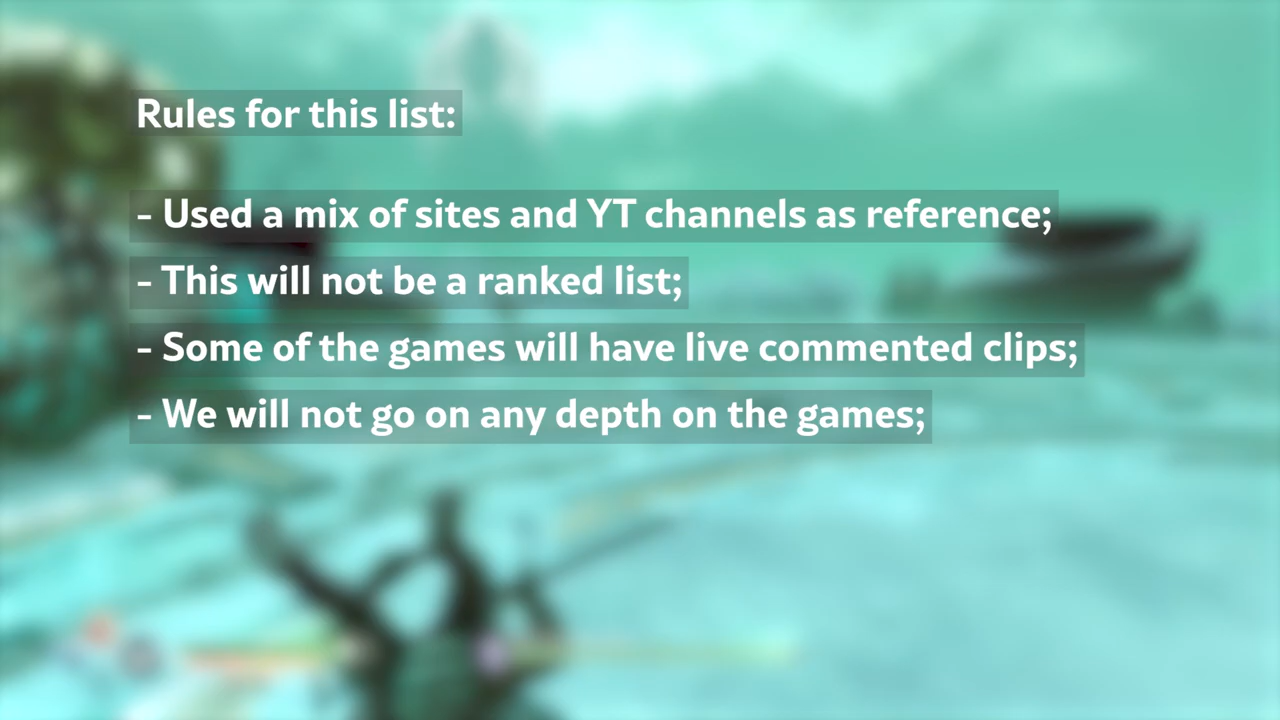 Rules for this list:
- Used a mix of sites and YT channels as reference;
- This will not be a ranked list;
- Some of the games will have live commented clips;
- We will not go on any depth on the games;